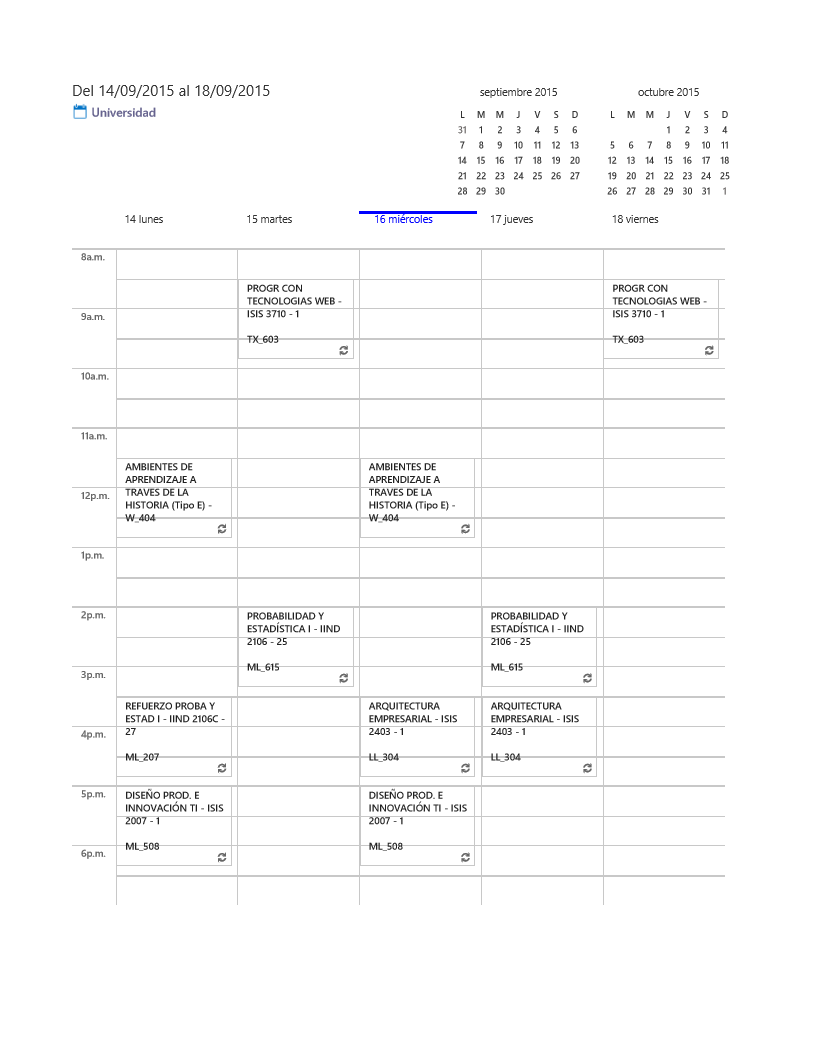 Del 14/09/2015 al 18/09/2015
Universidad
septiembre 2015
L M M J V S D
31 1 2 3 4 5 6
7 8 9 10 11 12 13
14 15 16 17 18 19 20
21 22 23 24 25 26 27
28 29 30
octubre 2015
L M M J V S D
1 2 3 4
5 6 7 8 9 10 11
12 13 14 15 16 17 18
19 20 21 22 23 24 25
26 27 28 29 30 31 1
14 lunes
15 martes
16 miércoles
17 jueves
18 viernes
8a.m.
PROGR CON
TECNOLOGIAS WEB -
ISIS 3710 - 1
TX_603
PROGR CON
TECNOLOGIAS WEB -
ISIS 3710 - 1
TX_603
9a.m.
10a.m.
11a.m.
AMBIENTES DE
APRENDIZAJE A
TRAVES DE LA
HISTORIA (Tipo E) -
W_404
AMBIENTES DE
APRENDIZAJE A
TRAVES DE LA
HISTORIA (Tipo E) -
W_404
12p.m.
1p.m.
2p.m.
PROBABILIDAD Y
ESTADÍSTICA I - IIND
2106 - 25
ML_615
PROBABILIDAD Y
ESTADÍSTICA I - IIND
2106 - 25
ML_615
3p.m.
REFUERZO PROBA Y
ESTAD I - IIND 2106C -
27
ML_207
ARQUITECTURA
EMPRESARIAL - ISIS
2403 - 1
LL_304
ARQUITECTURA
EMPRESARIAL - ISIS
2403 - 1
LL_304
4p.m.
5p.m.
DISEÑO PROD. E
INNOVACIÓN TI - ISIS
2007 - 1
ML_508
DISEÑO PROD. E
INNOVACIÓN TI - ISIS
2007 - 1
ML_508
6p.m.